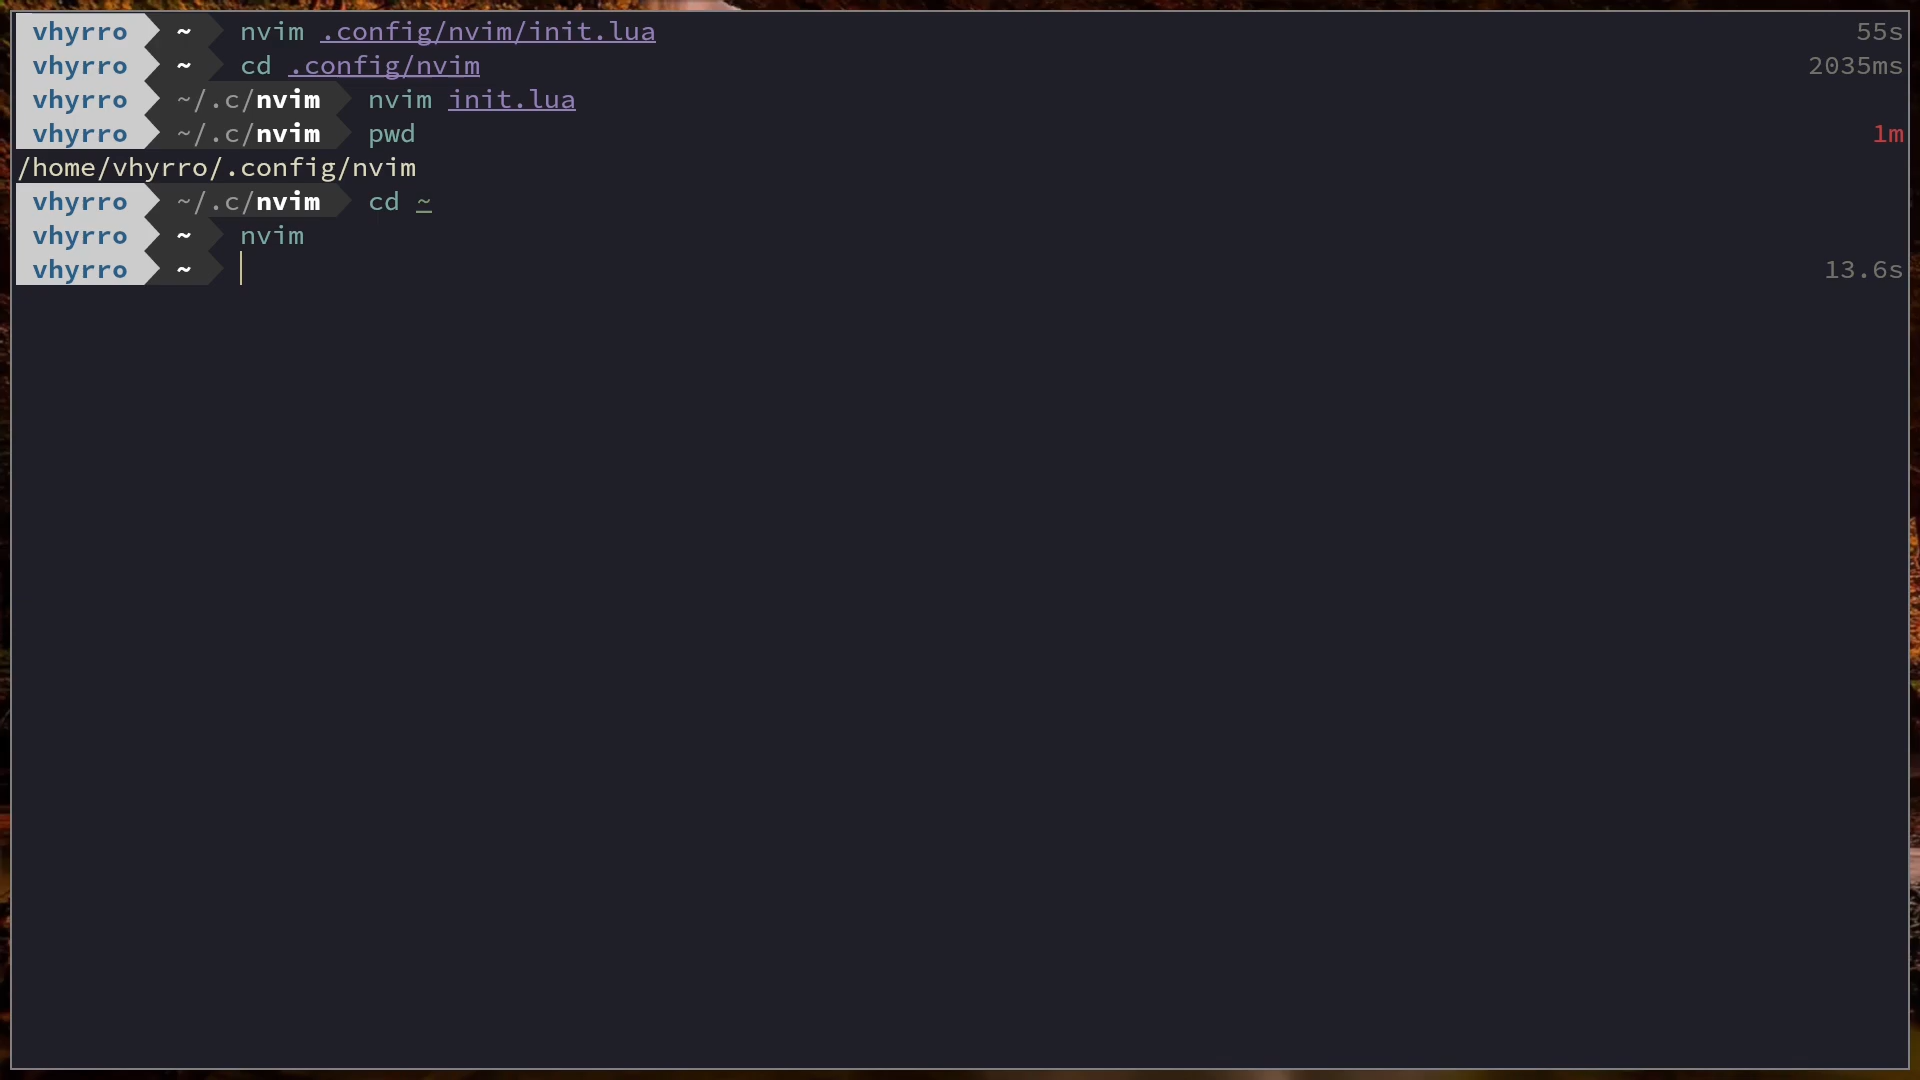 vhyrro ~ nvim .config/nvim/init.lua 55s
vhyrro ~ cd .config/nvim 2035ms
vhyrro ~/.c/nvim nvim init.lua
vhyrro ~/.c/nvim pwd 1m
/home/vhyrro/.config/nvim
vhyrro ~/.c/nvim cd ~
vhyrro ~ nvim
vhyrro ~ 13.6s